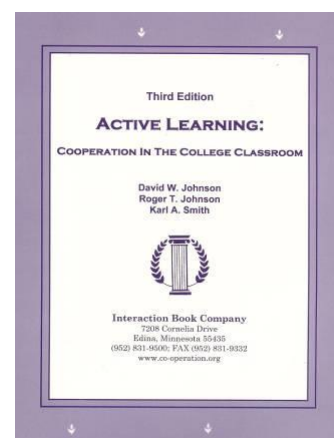 Third Edition
ACTIVE LEARNING:
COOPERATION IN THE COLLEGE CLASSROOM
David W. Johnson
Roger T. Johnson
Karl A. Smith
Interaction Book Company
7208 Cornelia Drive
Edina, Minnesota 55435
(952) 831-9500; FAX (952) 831-9332
www.co-operation.org